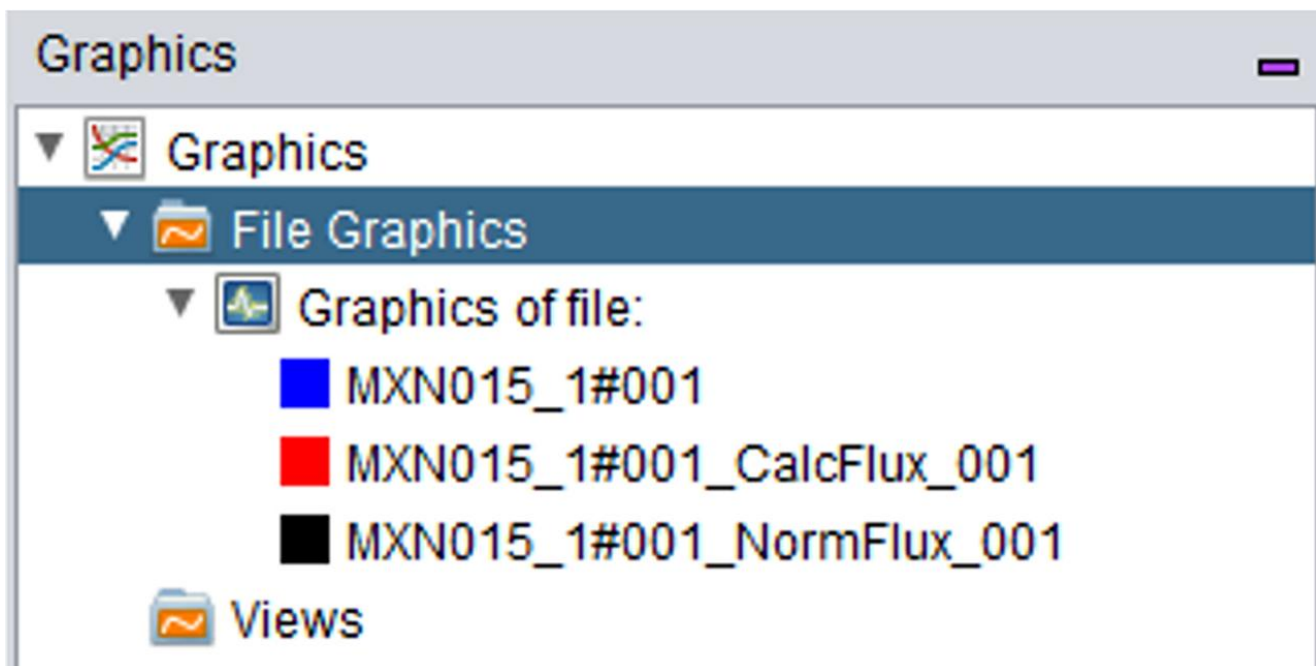 Graphics
Graphics
File Graphics
Graphics of file:
MXN015_1#001
MXN015_1#001_CalcFlux_001
MXN015_1#001_NormFlux_001
Views